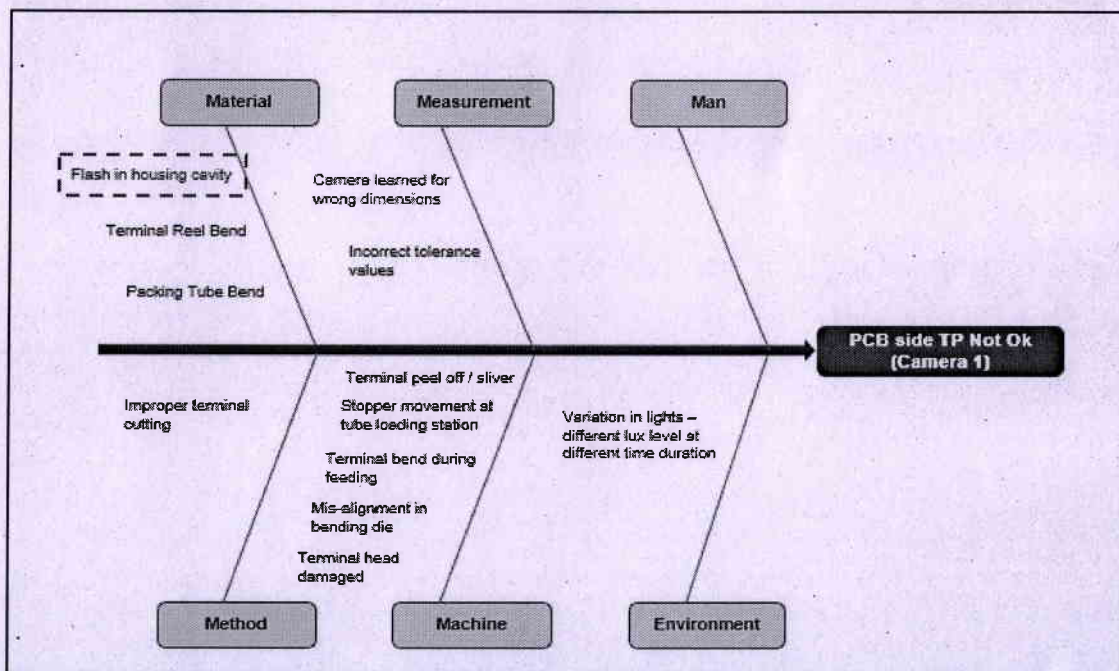 Material
Measurement
Man
Flash in housing cavity
Terminal Reel Bend
Packing Tube Bend
Camera learned for
wrong dimensions
Incorrect tolerance
values
PCB side TP Not Ok
(Camera 1)
Improper terminal
cutting
Terminal peel off / sliver
Stopper movement at
tube loading station
Terminal bend during
feeding
Mis-alignment in
bending die
Terminal head
damaged
Variation in lights –
different lux level at
different time duration
Method
Machine
Environment